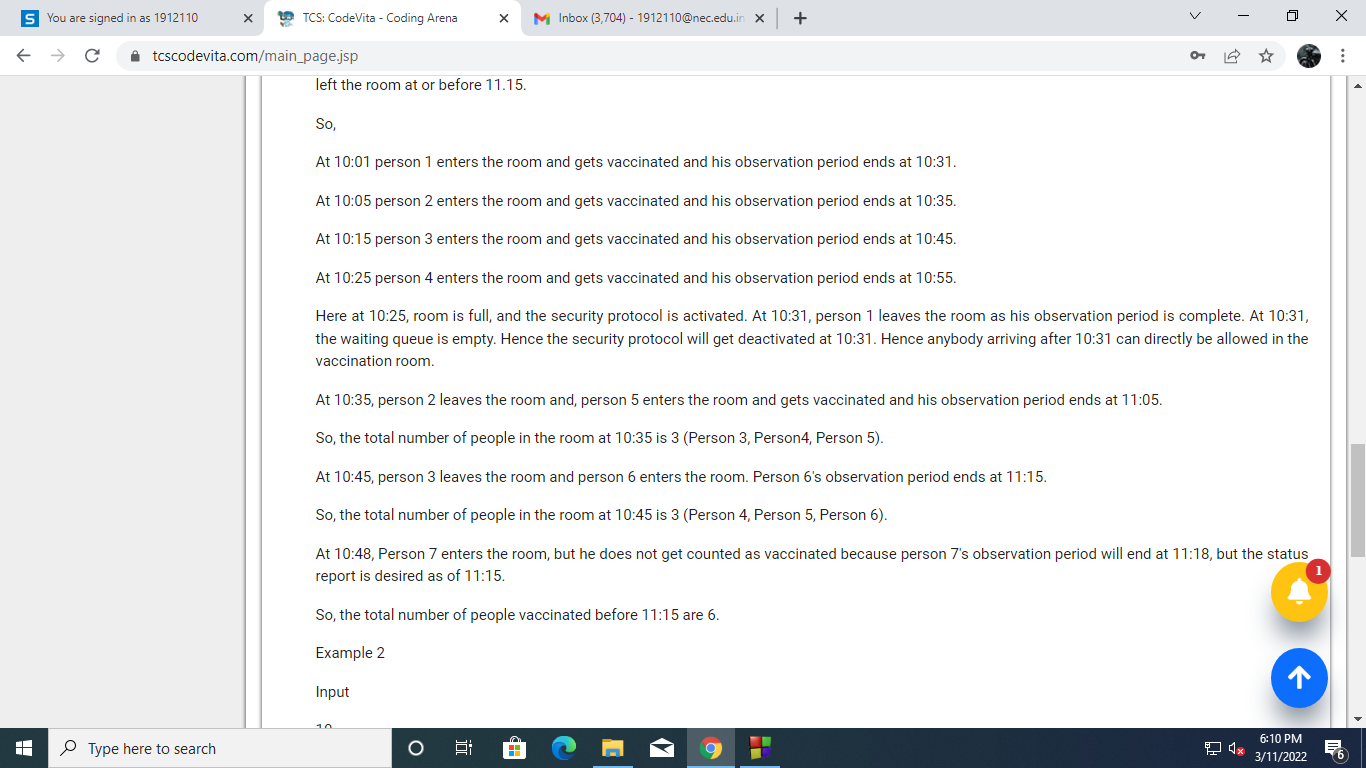 You are signed in as 1912110
TCS: CodeVita - Coding Arena
Inbox (3,704) - 1912110@nec.edu.in
tcscodevita.com/main_page.jsp
left the room at or before 11.15.
So,
At 10:01 person 1 enters the room and gets vaccinated and his observation period ends at 10:31.
At 10:05 person 2 enters the room and gets vaccinated and his observation period ends at 10:35.
At 10:15 person 3 enters the room and gets vaccinated and his observation period ends at 10:45.
At 10:25 person 4 enters the room and gets vaccinated and his observation period ends at 10:55.
Here at 10:25, room is full, and the security protocol is activated. At 10:31, person 1 leaves the room as his observation period is complete. At 10:31,
the waiting queue is empty. Hence the security protocol will get deactivated at 10:31. Hence anybody arriving after 10:31 can directly be allowed in the
vaccination room.
At 10:35, person 2 leaves the room and, person 5 enters the room and gets vaccinated and his observation period ends at 11:05.
So, the total number of people in the room at 10:35 is 3 (Person 3, Person4, Person 5).
At 10:45, person 3 leaves the room and person 6 enters the room. Person 6's observation period ends at 11:15.
So, the total number of people in the room at 10:45 is 3 (Person 4, Person 5, Person 6).
At 10:48, Person 7 enters the room, but he does not get counted as vaccinated because person 7's observation period will end at 11:18, but the status
report is desired as of 11:15.
1
So, the total number of people vaccinated before 11:15 are 6.
Example 2
Input
Type here to search
6:10 PM
3/11/2022
6